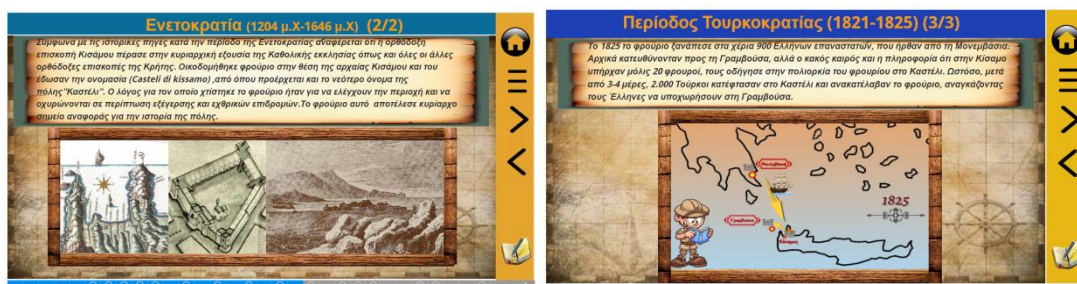 Ενετοκρατία (1204 μ.Χ-1646 μ.Χ) (2/2)
Σύμφωνα με τις ιστορικές πηγές κατά την περίοδο της Ενετοκρατίας αναφέρεται ότι η ορθόδοξη
επισκοπή Κισάμου πέρασε στην κυριαρχική εξουσία της Καθολικής εκκλησίας όπως και όλες οι άλλες
ορθόδοξες επισκοπές της Κρήτης. Οικοδομήθηκε φρούριο στην θέση της αρχαίας Κισάμου και του
έδωσαν την ονομασία (Casteli di kissamo) ,από όπου προέρχεται και το νεότερο όνομα της
πόλης"Καστέλι". Ο λόγος για τον οποίο χτίστηκε το φρούριο ήταν για να ελέγχουν την περιοχή και να
οχυρώνονται σε περίπτωση εξέγερσης και εχθρικών επιδρομών.Το φρούριο αυτό αποτέλεσε κυρίαρχο
σημείο αναφοράς για την ιστορία της πόλης.
Περίοδος Τουρκοκρατίας (1821-1825) (3/3)
Το 1825 το φρούριο ξανάπεσε στα χέρια 900 Ελλήνων επαναστατών, που ήρθαν από τη Μονεμβάσια.
Αρχικά κατευθύνονταν προς τη Γραμβούσα, αλλά ο κακός καιρός και η πληροφορία ότι στην Κίσαμο
υπήρχαν μόλις 20 φρουροί, τους οδήγησε στην πολιορκία του φρουρίου στο Καστέλι. Ωστόσο, μετά
από 3-4 μέρες, 2.000 Τούρκοι κατέφτασαν στο Καστέλι και ανακατέλαβαν το φρούριο, αναγκάζοντας
τους Έλληνες να υποχωρήσουν στη Γραμβούσα.
Μονεμβασιά
1825
Γραμβούσα
Κίσαμος